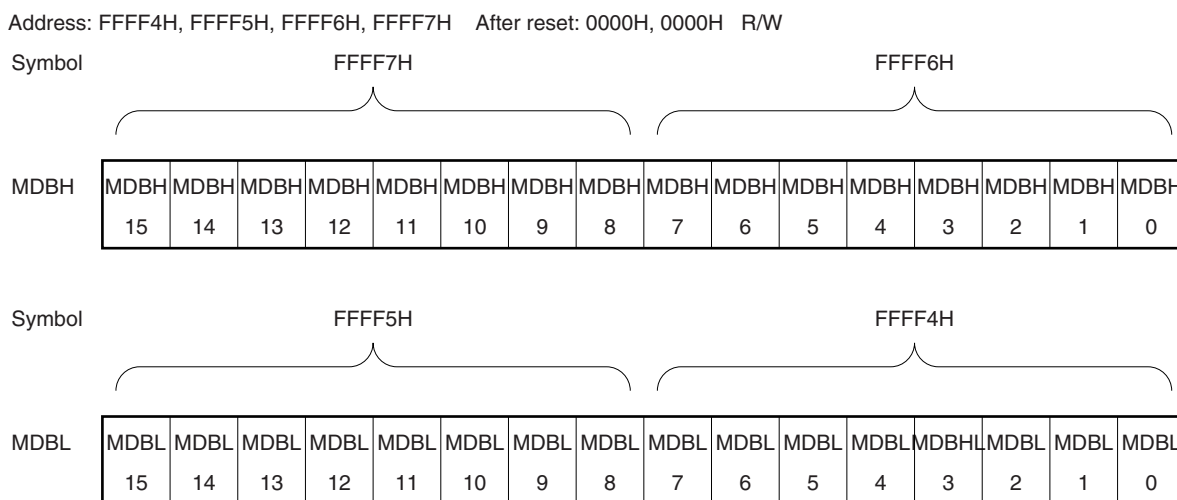 Address: FFFF4H, FFFF5H, FFFF6H, FFFF7H After reset: 0000H, 0000H R/W
Symbol FFFF7H FFFF6H
MDBH MDBH MDBH MDBH MDBH MDBH MDBH MDBH MDBH MDBH MDBH MDBH MDBH MDBH MDBH MDBH MDBH
15 14 13 12 11 10 9 8 7 6 5 4 3 2 1 0
Symbol FFFF5H FFFF4H
MDBL MDBL MDBL MDBL MDBL MDBL MDBL MDBL MDBL MDBL MDBL MDBL MDBL MDBHL MDBL MDBL MDBL
15 14 13 12 11 10 9 8 7 6 5 4 3 2 1 0